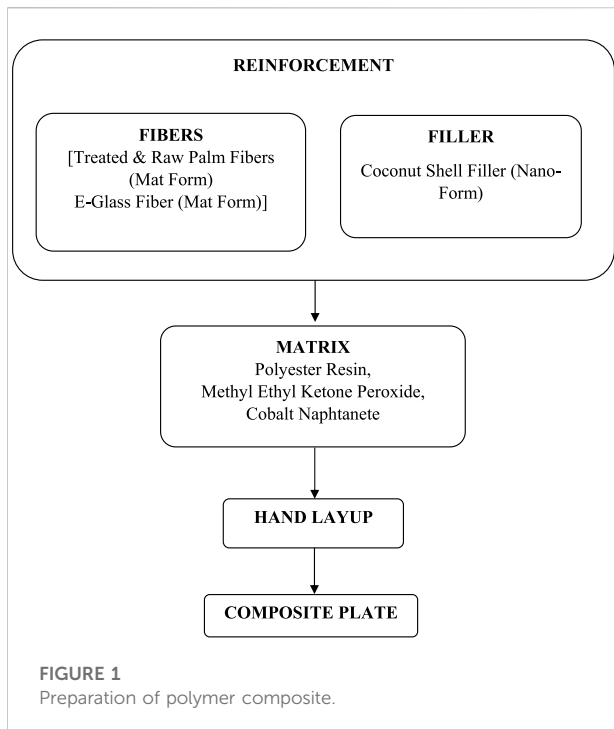 REINFORCEMENT
FIBERS
[Treated & Raw Palm Fibers
(Mat Form)
E-Glass Fiber (Mat Form)]
FILLER
Coconut Shell Filler (Nano-
Form)
MATRIX
Polyester Resin,
Methyl Ethyl Ketone Peroxide,
Cobalt Naphtanete
HAND LAYUP
COMPOSITE PLATE
FIGURE 1
Preparation of polymer composite.